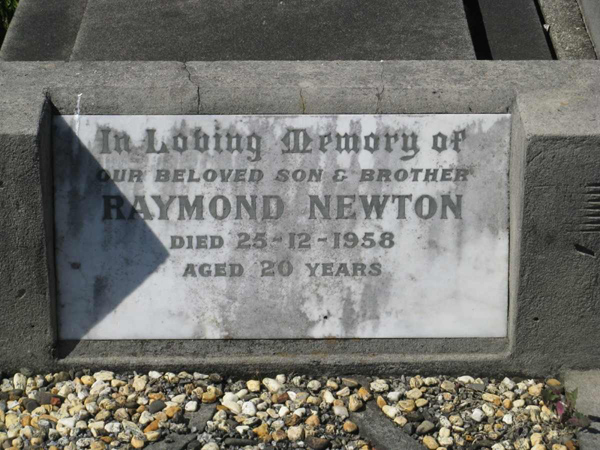 In Loving Memory of
OUR BELOVED SON & BROTHER
RAYMOND NEWTON
DIED 25-12-1958
AGED 20 YEARS